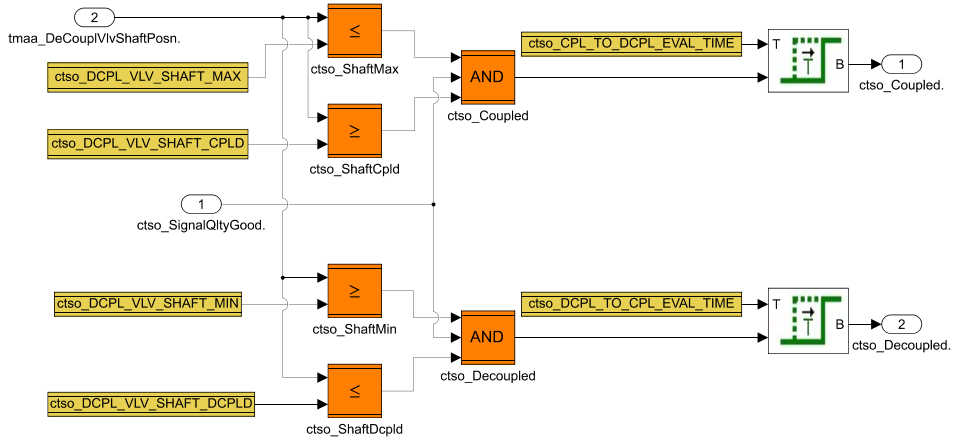 2
tmaa_DeCouplVlvShaftPosn.
ctso_DCPL_VLV_SHAFT_MAX
≤
ctso_ShaftMax
ctso_DCPL_VLV_SHAFT_CPLD
≥
ctso_ShaftCpld
AND
ctso_Coupled
ctso_CPL_TO_DCPL_EVAL_TIME
T
T
B
1
ctso_Coupled.
1
ctso_SignalQltyGood.
ctso_DCPL_VLV_SHAFT_MIN
≥
ctso_ShaftMin
ctso_DCPL_VLV_SHAFT_DCPLD
≤
ctso_ShaftDcpld
AND
ctso_Decoupled
ctso_DCPL_TO_CPL_EVAL_TIME
T
T
B
2
ctso_Decoupled.